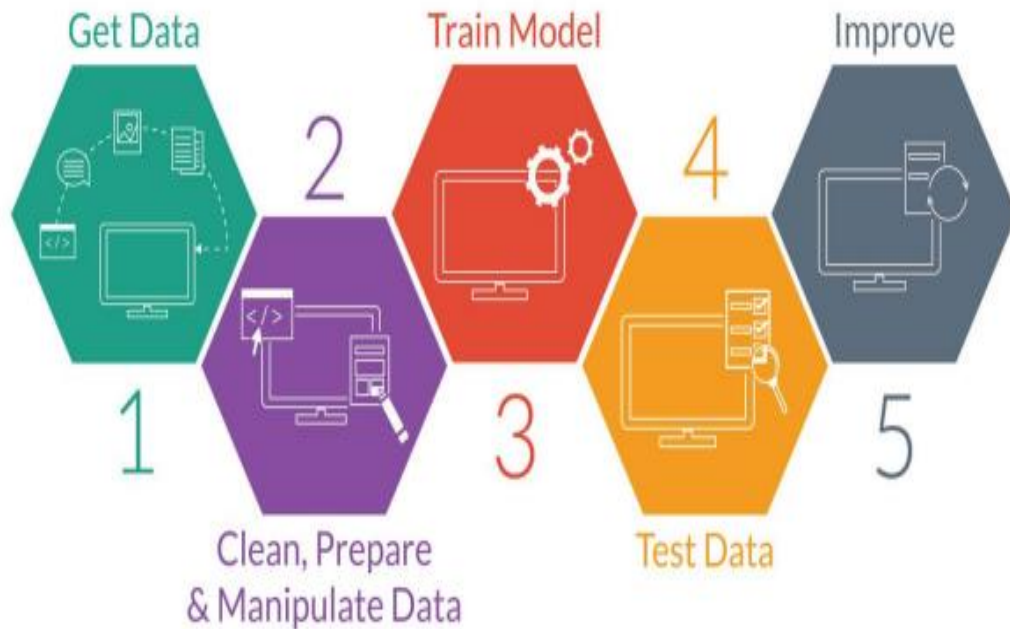 Get Data
1
</>
2
</>
Clean, Prepare
& Manipulate Data
Train Model
3
4
Test Data
Improve
5